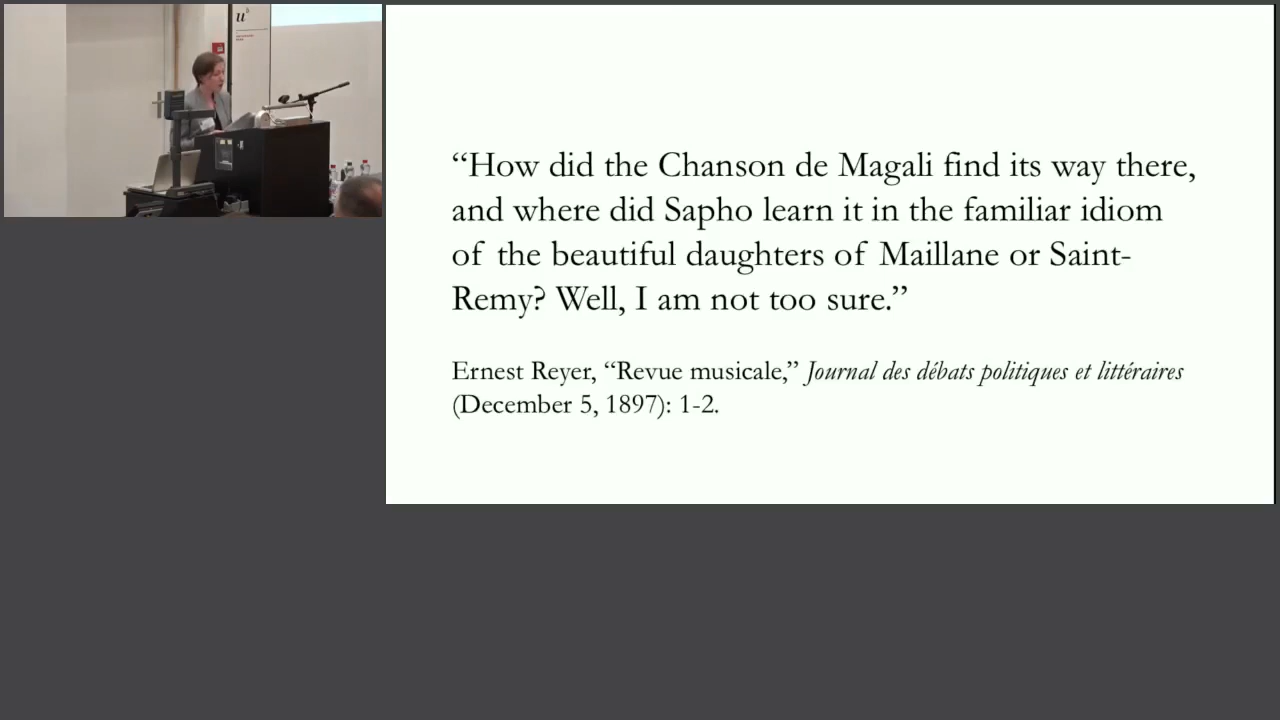 u
b
“How did the Chanson de Magali find its way there,
and where did Sapho learn it in the familiar idiom
of the beautiful daughters of Maillane or Saint-
Remy? Well, I am not too sure.”
Ernest Reyer, “Revue musicale,” Journal des débats politiques et littéraires
(December 5, 1897): 1-2.